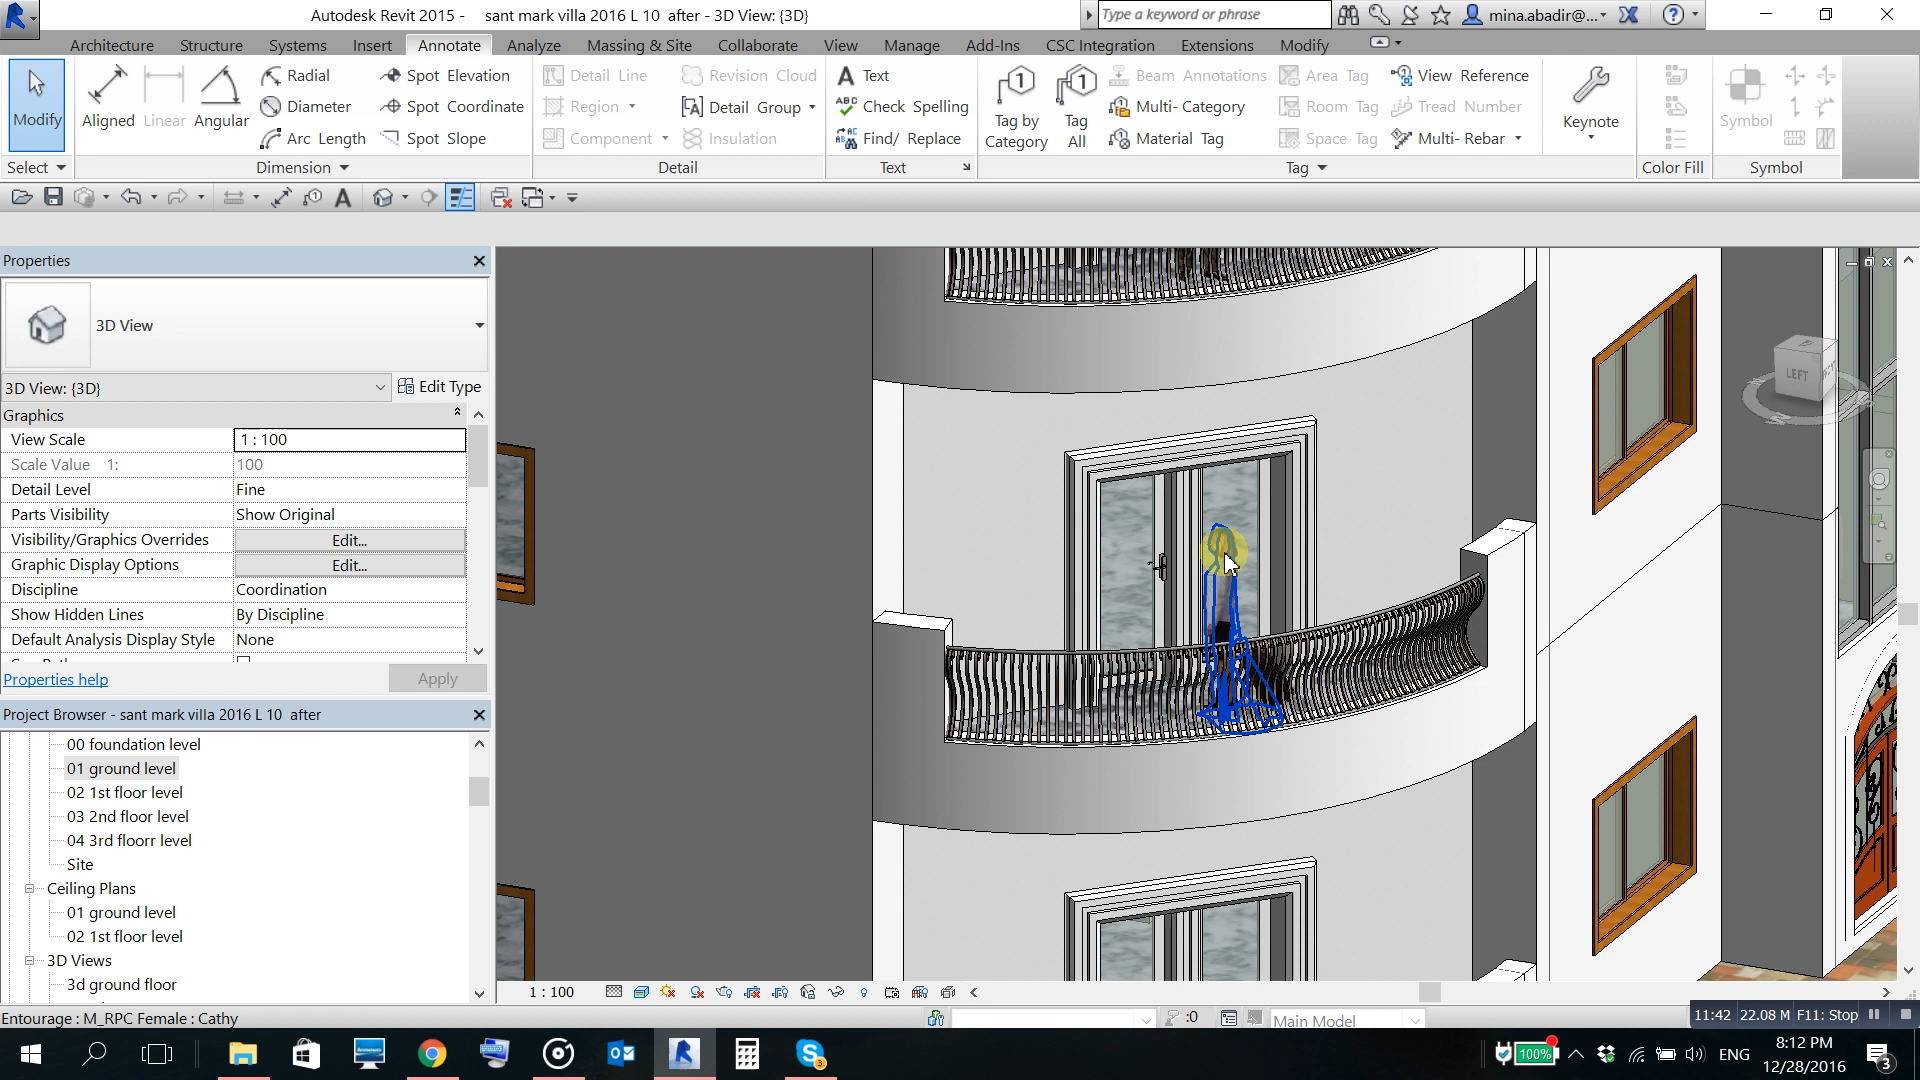 Autodesk Revit 2015 -     sant mark villa 2016 L 10  after - 3D View: {3D}
Type a keyword or phrase
mina.abadir@...
Architecture Structure Systems Insert Annotate Analyze Massing & Site Collaborate View Manage Add-Ins CSC Integration Extensions Modify
Modify
Select
Aligned Linear Angular
Radial
Diameter
Arc Length
Spot Elevation
Spot Coordinate
Spot Slope
Dimension
Detail Line
Region
Component
Revision Cloud
Detail Group
Insulation
Detail
Text
Check Spelling
Find/ Replace
Text
Tag by
Category
Tag
All
Beam Annotations
Multi- Category
Material Tag
Area Tag
Room Tag
Space Tag
View Reference
Tread Number
Multi- Rebar
Tag
Keynote
Color Fill
Symbol
Symbol
Properties
3D View
3D View: {3D}
Edit Type
Graphics
View Scale 1 : 100
Scale Value    1: 100
Detail Level Fine
Parts Visibility Show Original
Visibility/Graphics Overrides Edit...
Graphic Display Options Edit...
Discipline Coordination
Show Hidden Lines By Discipline
Default Analysis Display Style None
Properties help
Apply
Project Browser - sant mark villa 2016 L 10  after
00 foundation level
01 ground level
02 1st floor level
03 2nd floor level
04 3rd floorr level
Site
Ceiling Plans
01 ground level
02 1st floor level
3D Views
3d ground floor
LEFT
1 : 100
Entourage : M_RPC Female : Cathy
:0
Main Model
11:42 22.08 M F11: Stop
100%
ENG
8:12 PM
12/28/2016
3
3